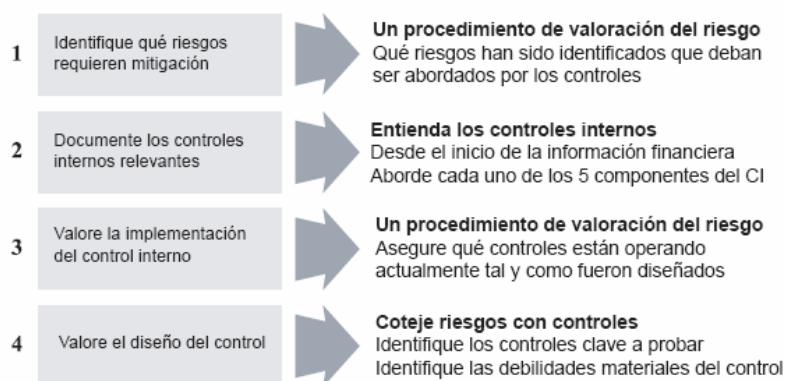 1
Identifique qué riesgos
requieren mitigación
Un procedimiento de valoración del riesgo
Qué riesgos han sido identificados que deban
ser abordados por los controles
2
Documente los controles
internos relevantes
Entienda los controles internos
Desde el inicio de la información financiera
Aborde cada uno de los 5 componentes del CI
3
Valore la implementación
del control interno
Un procedimiento de valoración del riesgo
Asegure qué controles están operando
actualmente tal y como fueron diseñados
4
Valore el diseño del control
Coteje riesgos con controles
Identifique los controles clave a probar
Identifique las debilidades materiales del control